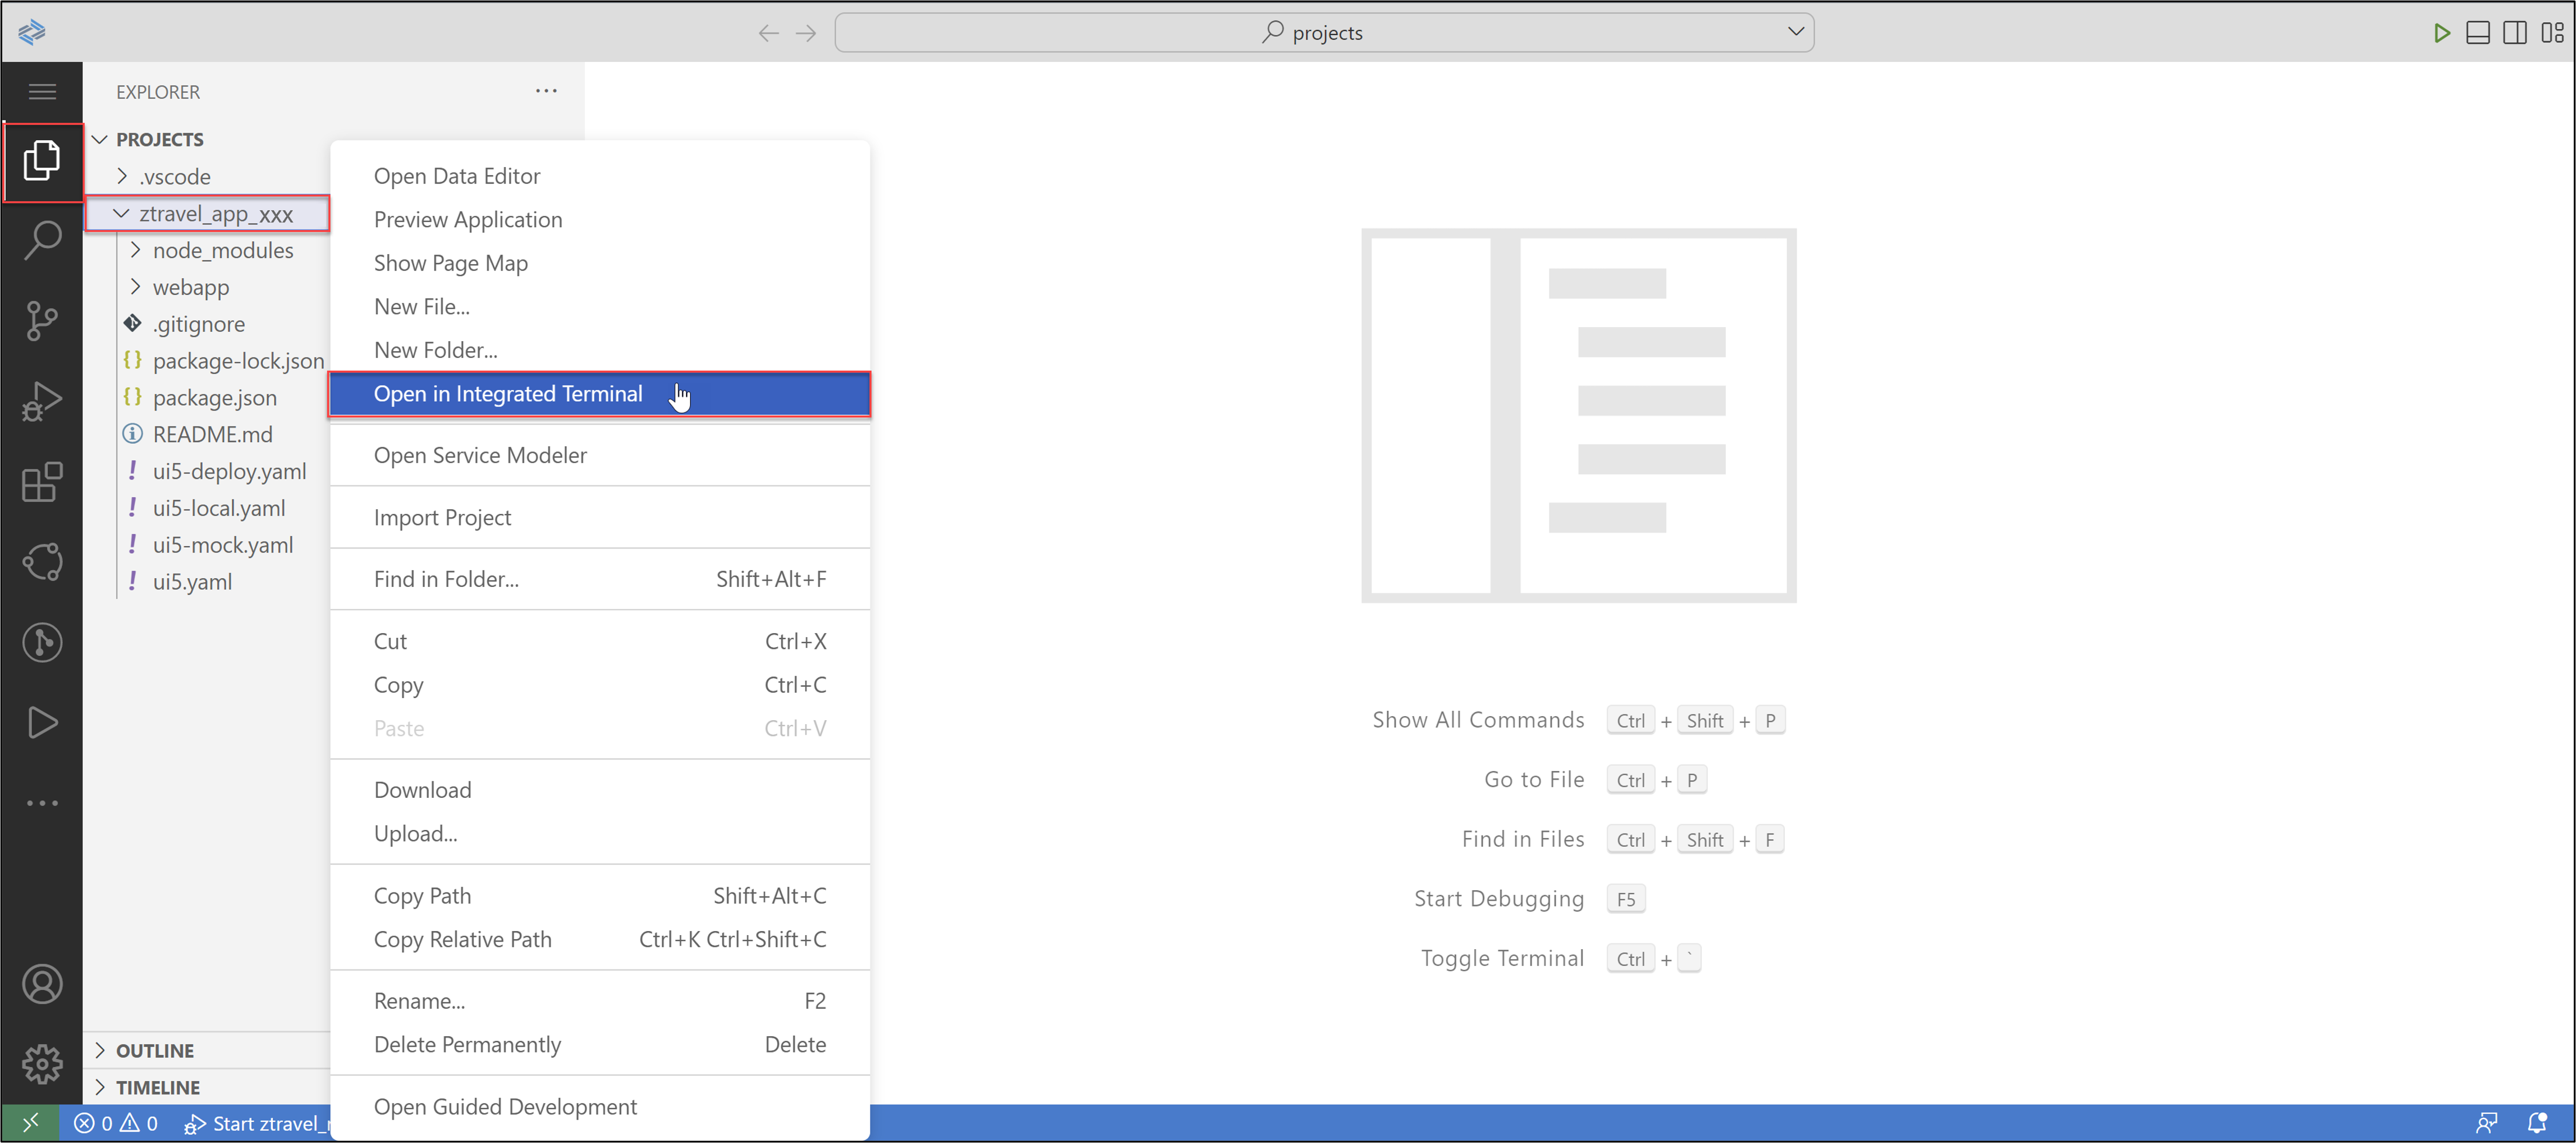 projects
EXPLORER
PROJECTS
.vscode
ztravel_app_xxx
node_modules
webapp
.gitignore
package-lock.json
package.json
README.md
ui5-deploy.yaml
ui5-local.yaml
ui5-mock.yaml
ui5.yaml
OUTLINE
TIMELINE
Open Data Editor
Preview Application
Show Page Map
New File...
New Folder...
Open in Integrated Terminal
Open Service Modeler
Import Project
Find in Folder... Shift+Alt+F
Cut Ctrl+X
Copy Ctrl+C
Paste Ctrl+V
Download
Upload...
Copy Path Shift+Alt+C
Copy Relative Path Ctrl+K Ctrl+Shift+C
Rename... F2
Delete Permanently Delete
Open Guided Development
Show All Commands Ctrl + Shift + P
Go to File Ctrl + P
Find in Files Ctrl + Shift + F
Start Debugging F5
Toggle Terminal Ctrl + `
0 0 Start ztravel_